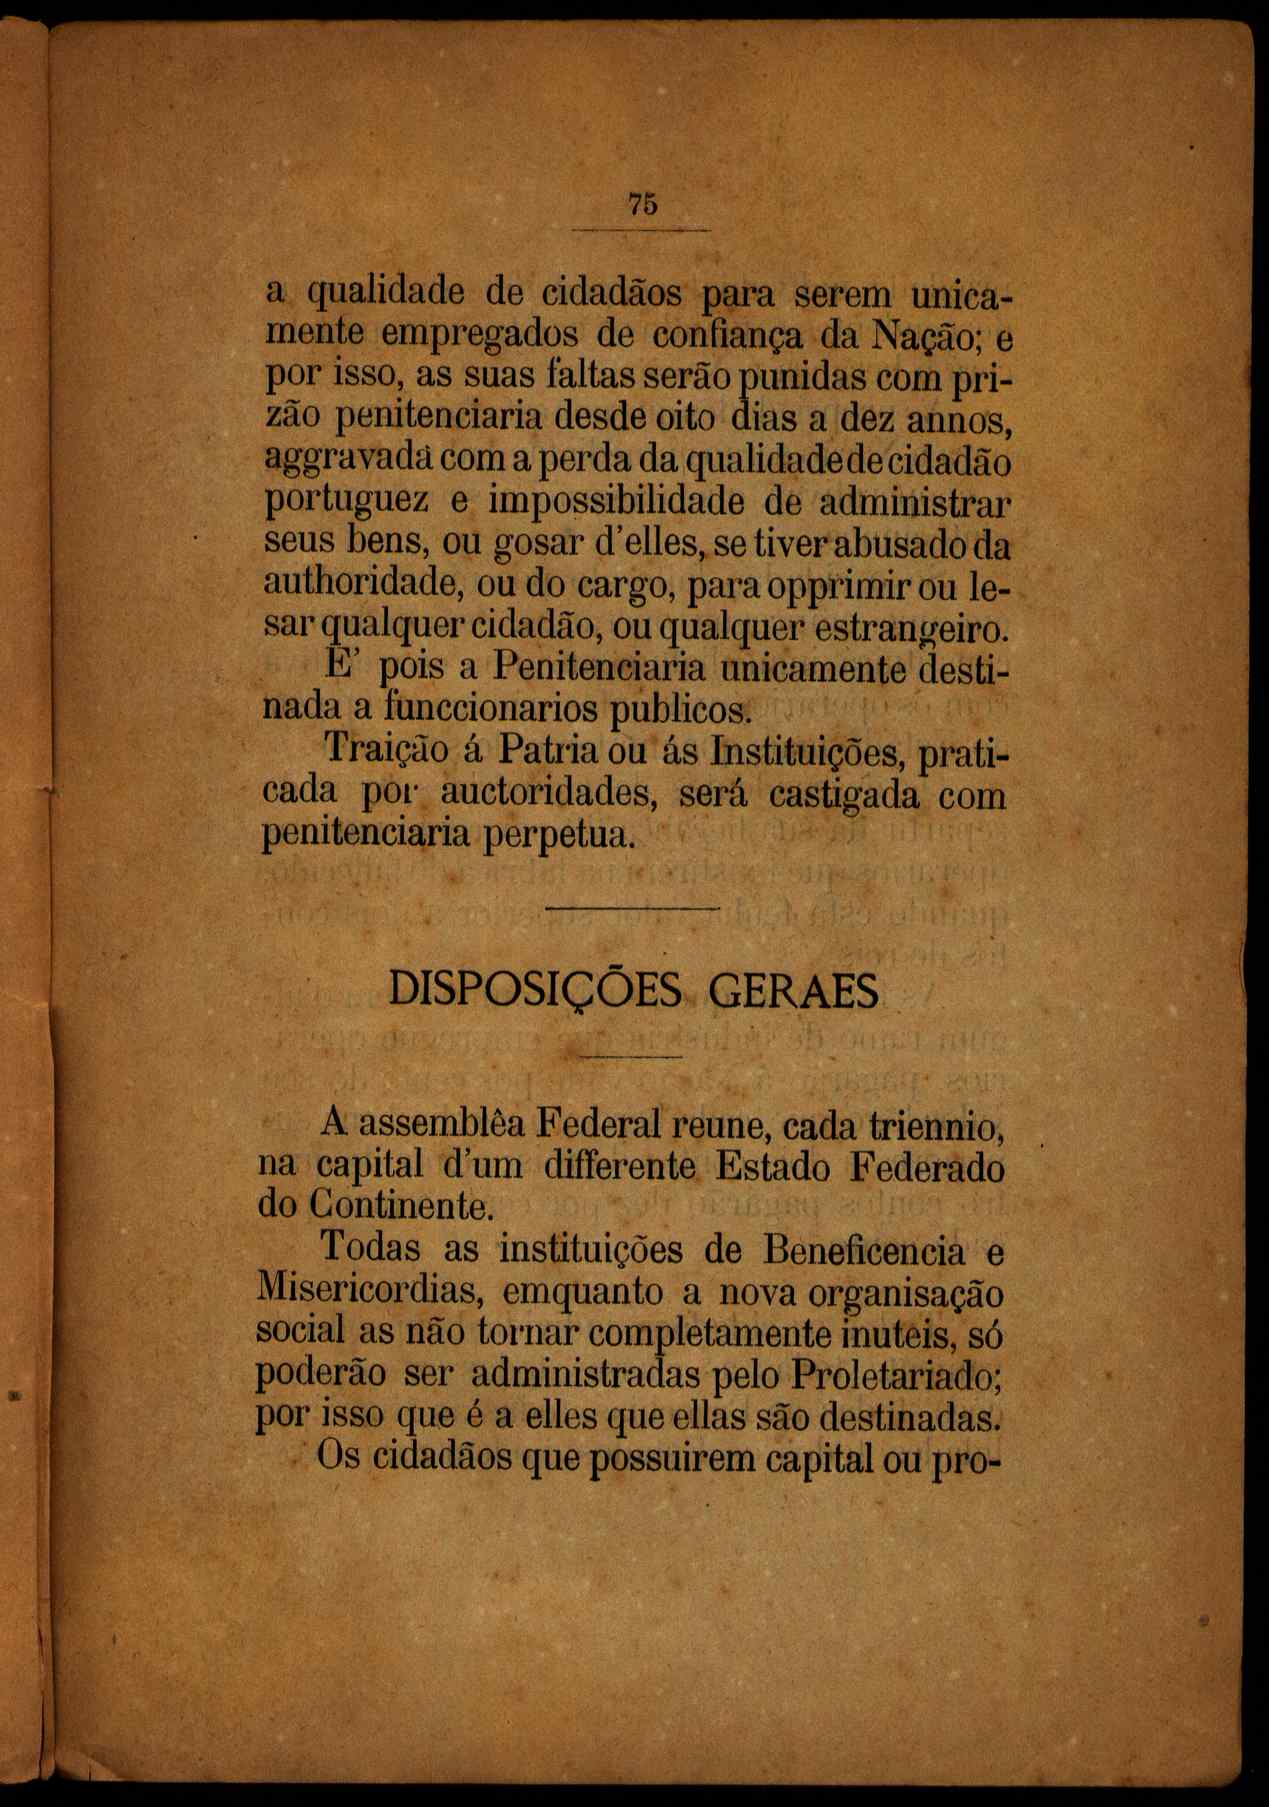 75
a qualidade de cidadãos para serem unica-
mente empregados de confiança da Nação; e
por isso, as suas faltas serão punidas com pri-
zão penitenciaria desde oito dias a dez annos,
aggravada com a perda da qualidade de cidadão
portuguez e impossibilidade de administrar
seus bens, ou gosar d'elles, se tiver abusado da
authoridade, ou do cargo, para opprimir ou le-
sar qualquer cidadão, ou qualquer estrangeiro.
E' pois a Penitenciaria unicamente desti-
nada a funccionarios publicos.
Traição á Patria ou ás Instituições, prati-
cada por auctoridades, será castigada com
penitenciaria perpetua.
DISPOSIÇÕES GERAES
A assemblêa Federal reune, cada triennio,
na capital d'um differente Estado Federado
do Continente.
Todas as instituições de Beneficencia e
Misericordias, emquanto a nova organisação
social as não tornar completamente inuteis, só
poderão ser administradas pelo Proletariado;
por isso que é a elles que ellas são destinadas.
Os cidadãos que possuirem capital ou pro-